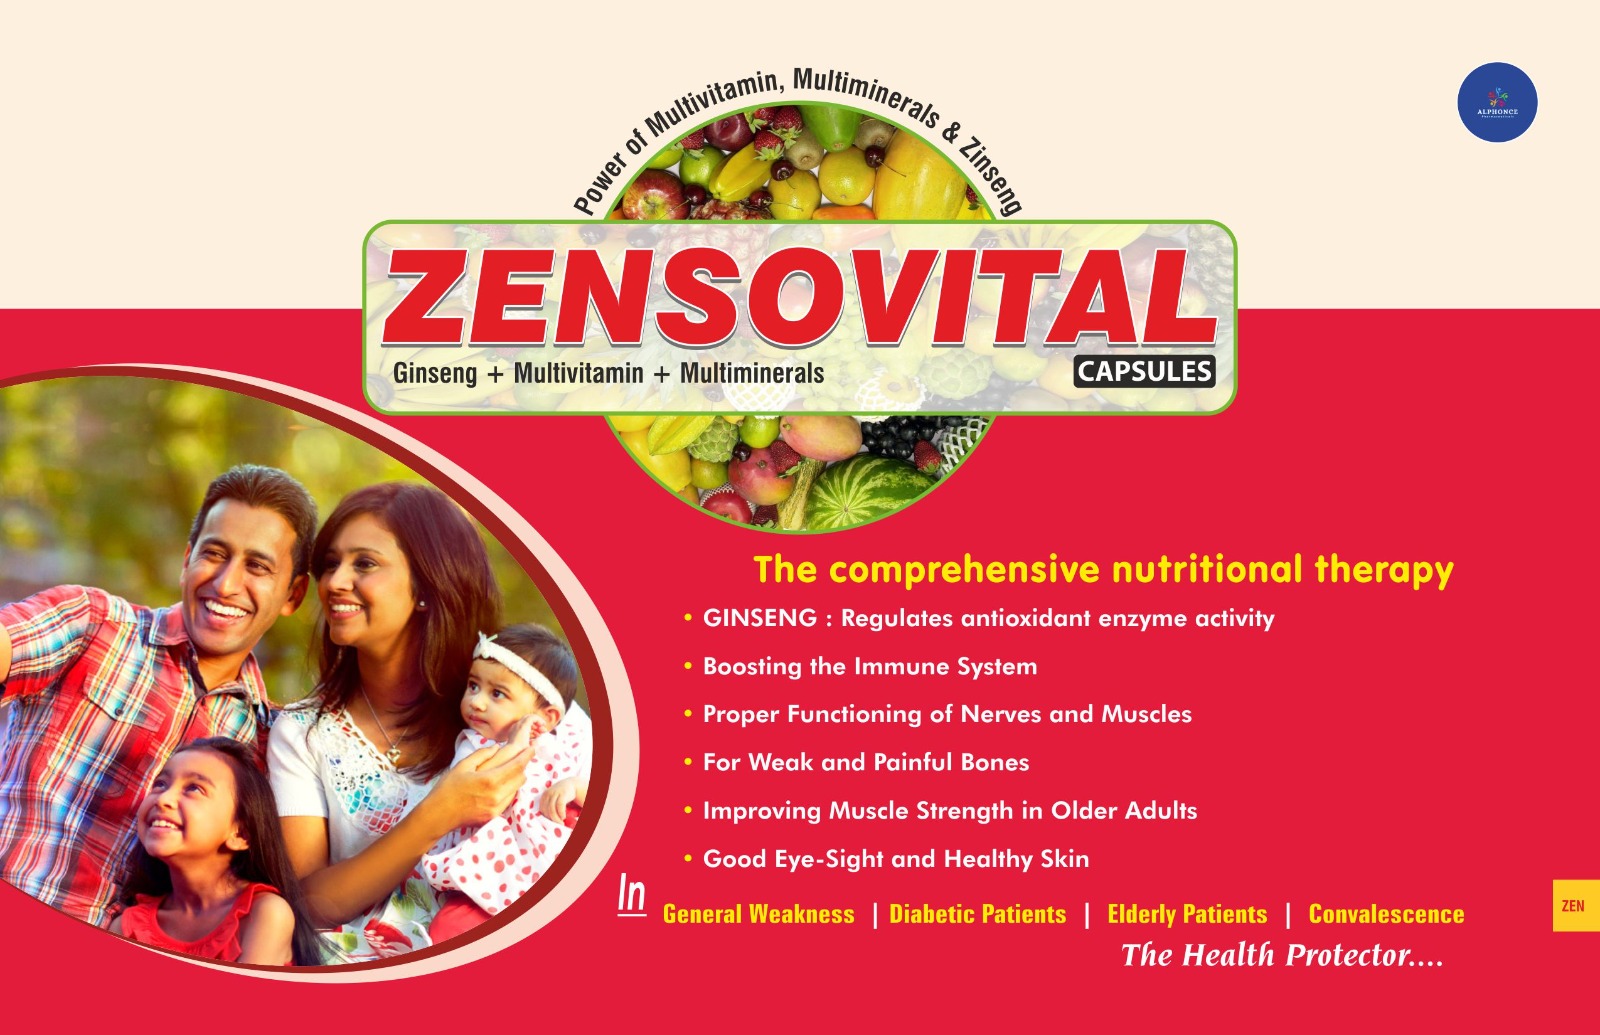 Power of Multivitamin, Multiminerals & Zinseng
ALPHONCE
Pharmaceuticals
ZENSOVITAL
Ginseng + Multivitamin + Multiminerals
CAPSULES
The comprehensive nutritional therapy
• GINSENG : Regulates antioxidant enzyme activity
• Boosting the Immune System
• Proper Functioning of Nerves and Muscles
• For Weak and Painful Bones
• Improving Muscle Strength in Older Adults
• Good Eye-Sight and Healthy Skin
In General Weakness | Diabetic Patients | Elderly Patients | Convalescence
ZEN
The Health Protector....